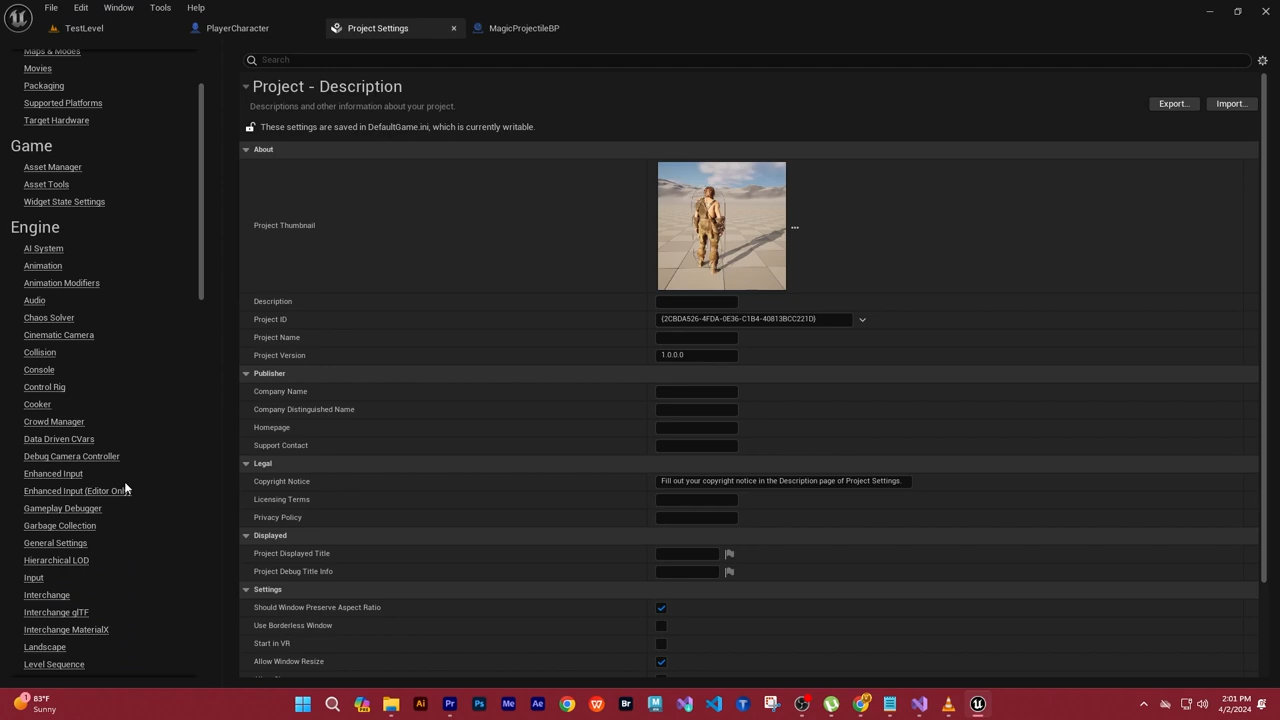 File Edit Window Tools Help
TestLevel PlayerCharacter Project Settings MagicProjectileBP
Maps & Modes
Movies
Packaging
Supported Platforms
Target Hardware
Game
Asset Manager
Asset Tools
Widget State Settings
Engine
AI System
Animation
Animation Modifiers
Audio
Chaos Solver
Cinematic Camera
Collision
Console
Control Rig
Cooker
Crowd Manager
Data Driven CVars
Debug Camera Controller
Enhanced Input
Enhanced Input (Editor Only)
Gameplay Debugger
Garbage Collection
General Settings
Hierarchical LOD
Input
Interchange
Interchange glTF
Interchange MaterialX
Landscape
Level Sequence
Search
Project - Description
Descriptions and other information about your project.
Export... Import...
These settings are saved in DefaultGame.ini, which is currently writable.
About
Project Thumbnail
Description
Project ID {2CBDA526-4FDA-0E36-C1B4-40813BCC221D}
Project Name
Project Version 1.0.0.0
Publisher
Company Name
Company Distinguished Name
Homepage
Support Contact
Legal
Copyright Notice Fill out your copyright notice in the Description page of Project Settings.
Licensing Terms
Privacy Policy
Displayed
Project Displayed Title
Project Debug Title Info
Settings
Should Window Preserve Aspect Ratio
Use Borderless Window
Start in VR
Allow Window Resize
83°F
Sunny
Ai Pr Ps Me Ae Br
2:01 PM
4/2/2024